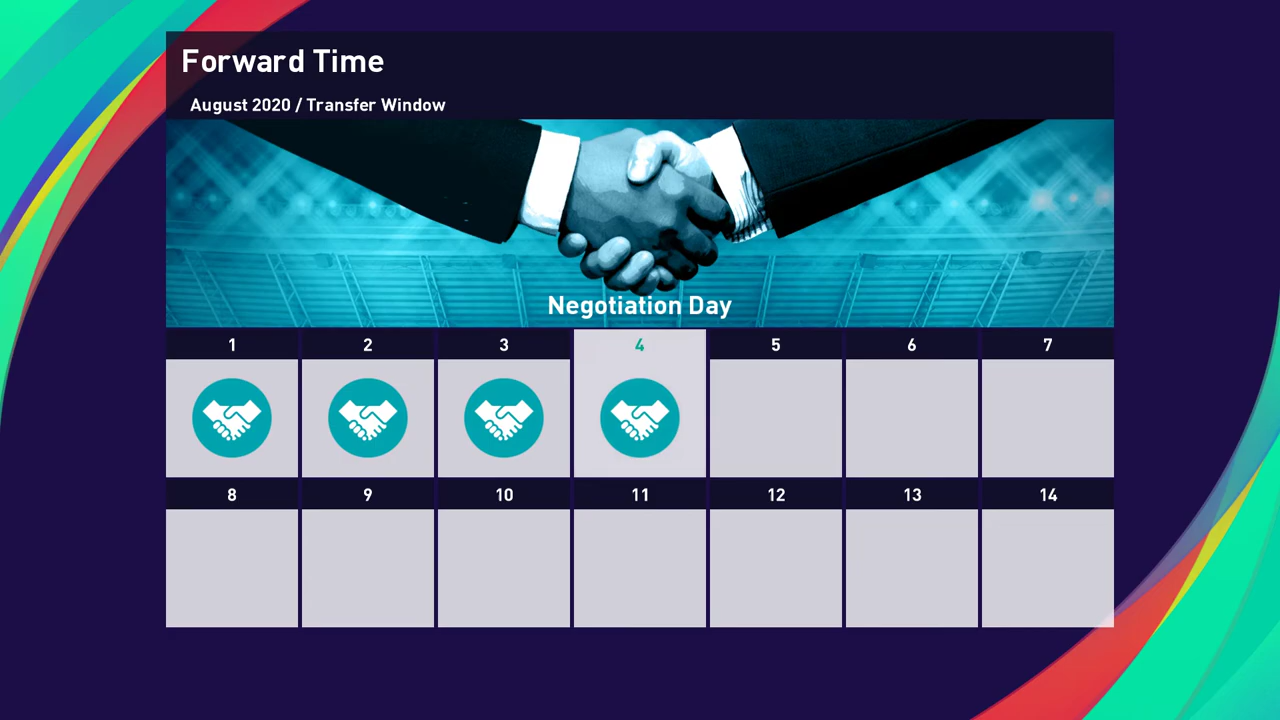 Forward Time
August 2020 / Transfer Window
Negotiation Day
1 2 3 4 5 6 7
8 9 10 11 12 13 14